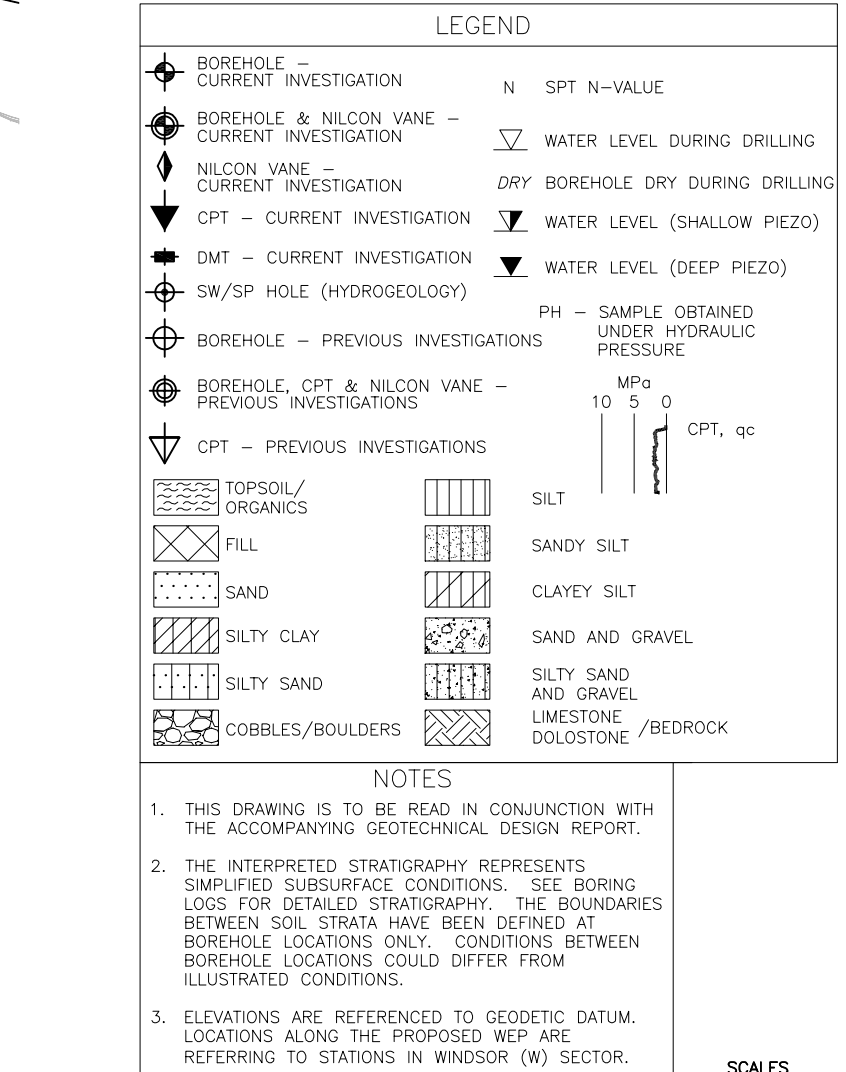 LEGEND
BOREHOLE –
CURRENT INVESTIGATION
BOREHOLE & NILCON VANE –
CURRENT INVESTIGATION
NILCON VANE –
CURRENT INVESTIGATION
CPT – CURRENT INVESTIGATION
DMT – CURRENT INVESTIGATION
SW/SP HOLE (HYDROGEOLOGY)
BOREHOLE – PREVIOUS INVESTIGATIONS
BOREHOLE, CPT & NILCON VANE –
PREVIOUS INVESTIGATIONS
CPT – PREVIOUS INVESTIGATIONS
N SPT N–VALUE
WATER LEVEL DURING DRILLING
DRY BOREHOLE DRY DURING DRILLING
WATER LEVEL (SHALLOW PIEZO)
WATER LEVEL (DEEP PIEZO)
PH – SAMPLE OBTAINED
UNDER HYDRAULIC
PRESSURE
MPa
10 5 0
CPT, qc
TOPSOIL/
ORGANICS
FILL
SAND
SILTY CLAY
SILTY SAND
COBBLES/BOULDERS
SILT
SANDY SILT
CLAYEY SILT
SAND AND GRAVEL
SILTY SAND
AND GRAVEL
LIMESTONE
DOLOSTONE /BEDROCK
NOTES
1. THIS DRAWING IS TO BE READ IN CONJUNCTION WITH
THE ACCOMPANYING GEOTECHNICAL DESIGN REPORT.
2. THE INTERPRETED STRATIGRAPHY REPRESENTS
SIMPLIFIED SUBSURFACE CONDITIONS. SEE BORING
LOGS FOR DETAILED STRATIGRAPHY. THE BOUNDARIES
BETWEEN SOIL STRATA HAVE BEEN DEFINED AT
BOREHOLE LOCATIONS ONLY. CONDITIONS BETWEEN
BOREHOLE LOCATIONS COULD DIFFER FROM
ILLUSTRATED CONDITIONS.
3. ELEVATIONS ARE REFERENCED TO GEODETIC DATUM.
LOCATIONS ALONG THE PROPOSED WEP ARE
REFERRING TO STATIONS IN WINDSOR (W) SECTOR.
SCALES